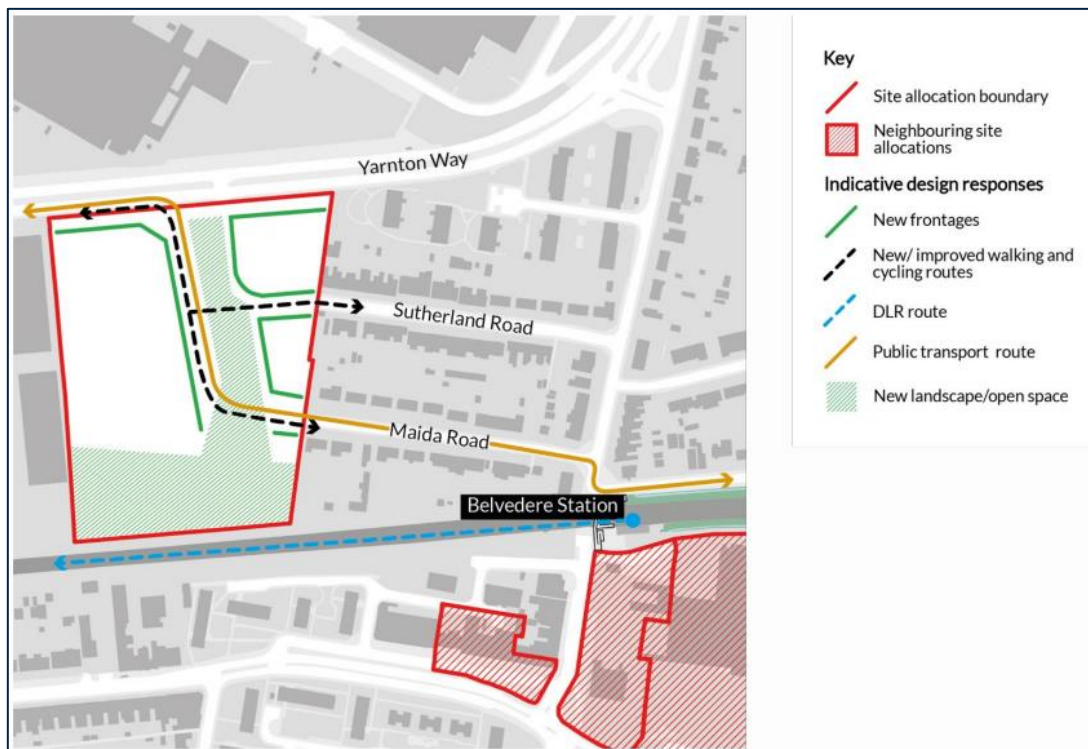 Yarnton Way
Sutherland Road
Maida Road
Belvedere Station
Key
Site allocation boundary
Neighbouring site
allocations
Indicative design responses
New frontages
New/ improved walking and
cycling routes
DLR route
Public transport route
New landscape/open space